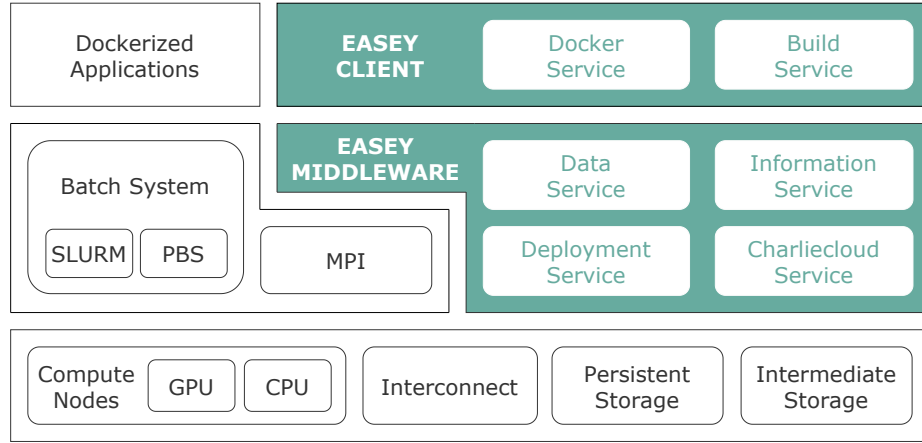 Dockerized
Applications
EASEY
CLIENT
Docker
Service
Build
Service
Batch System
SLURM
PBS
MPI
EASEY
MIDDLEWARE
Data
Service
Information
Service
Deployment
Service
Charliecloud
Service
Compute
Nodes
GPU
CPU
Interconnect
Persistent
Storage
Intermediate
Storage